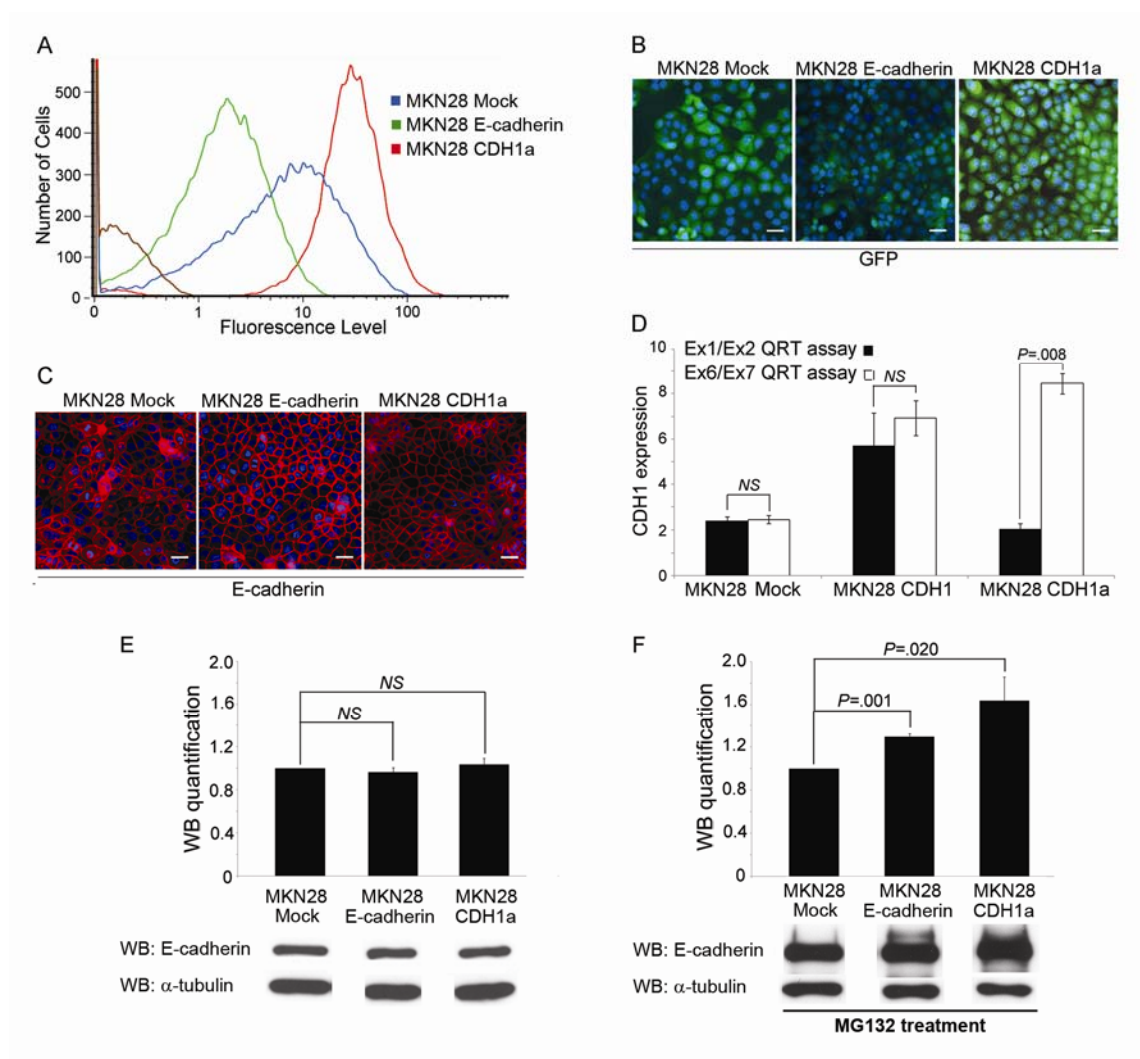 A
Number of Cells
500
400
300
200
100
0
0 1 10 100
Fluorescence Level
MKN28 Mock
MKN28 E-cadherin
MKN28 CDH1a
B
MKN28 Mock MKN28 E-cadherin MKN28 CDH1a
GFP
C
MKN28 Mock MKN28 E-cadherin MKN28 CDH1a
E-cadherin
D
CDH1 expression
10
8
6
4
2
0
Ex1/Ex2 QRT assay
Ex6/Ex7 QRT assay
NS
NS
P=.008
MKN28 Mock MKN28 CDH1 MKN28 CDH1a
E
WB quantification
2.0
1.6
1.2
0.8
0.4
0
NS
NS
MKN28 Mock
MKN28 E-cadherin
MKN28 CDH1a
WB: E-cadherin
WB: α-tubulin
F
WB quantification
2.0
1.6
1.2
0.8
0.4
0
P=.020
P=.001
MKN28 Mock
MKN28 E-cadherin
MKN28 CDH1a
WB: E-cadherin
WB: α-tubulin
MG132 treatment